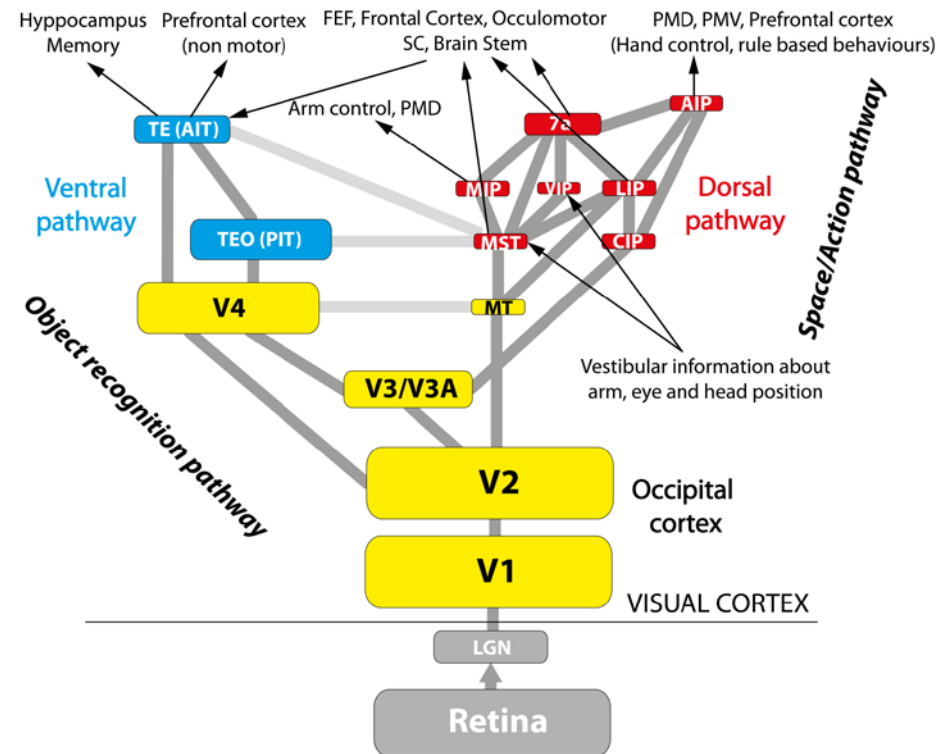 Hyppocampus
Memory
Prefrontal cortex
(non motor)
FEF, Frontal Cortex, Occulomotor
SC, Brain Stem
PMD, PMV, Prefrontal cortex
(Hand control, rule based behaviours)
Arm control, PMD
AIP
TE (AIT)
7a
Ventral
pathway
MIP
VIP
LIP
Dorsal
pathway
Space/Action pathway
TEO (PIT)
MST
CIP
V4
MT
Object recognition pathway
Vestibular information about
arm, eye and head position
V3/V3A
V2
Occipital
cortex
V1
VISUAL CORTEX
LGN
Retina